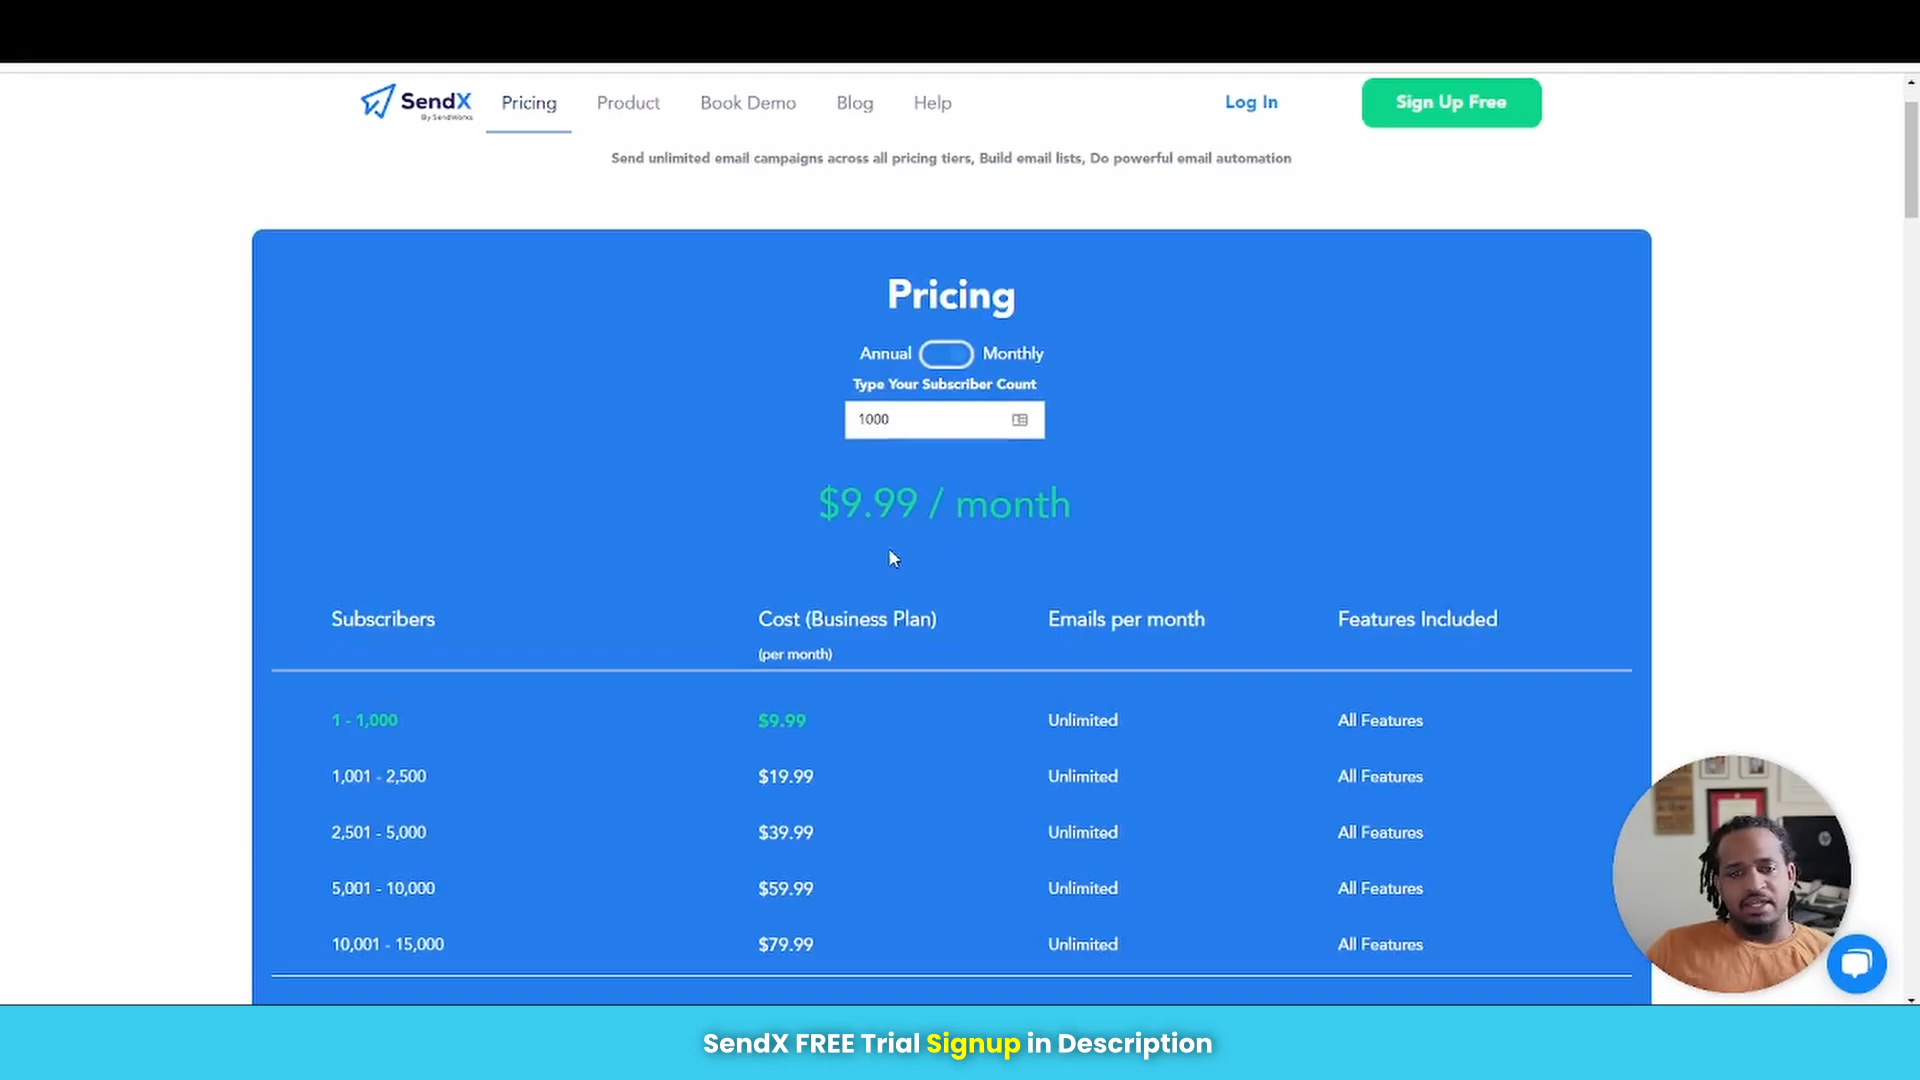 SendX
By SendWorks
Pricing Product Book Demo Blog Help Log In Sign Up Free
Send unlimited email campaigns across all pricing tiers, Build email lists, Do powerful email automation
Pricing
Annual Monthly
Type Your Subscriber Count
1000
$9.99 / month
Subscribers Cost (Business Plan) Emails per month Features Included
(per month)
1 - 1,000 $9.99 Unlimited All Features
1,001 - 2,500 $19.99 Unlimited All Features
2,501 - 5,000 $39.99 Unlimited All Features
5,001 - 10,000 $59.99 Unlimited All Features
10,001 - 15,000 $79.99 Unlimited All Features
SendX FREE Trial Signup in Description